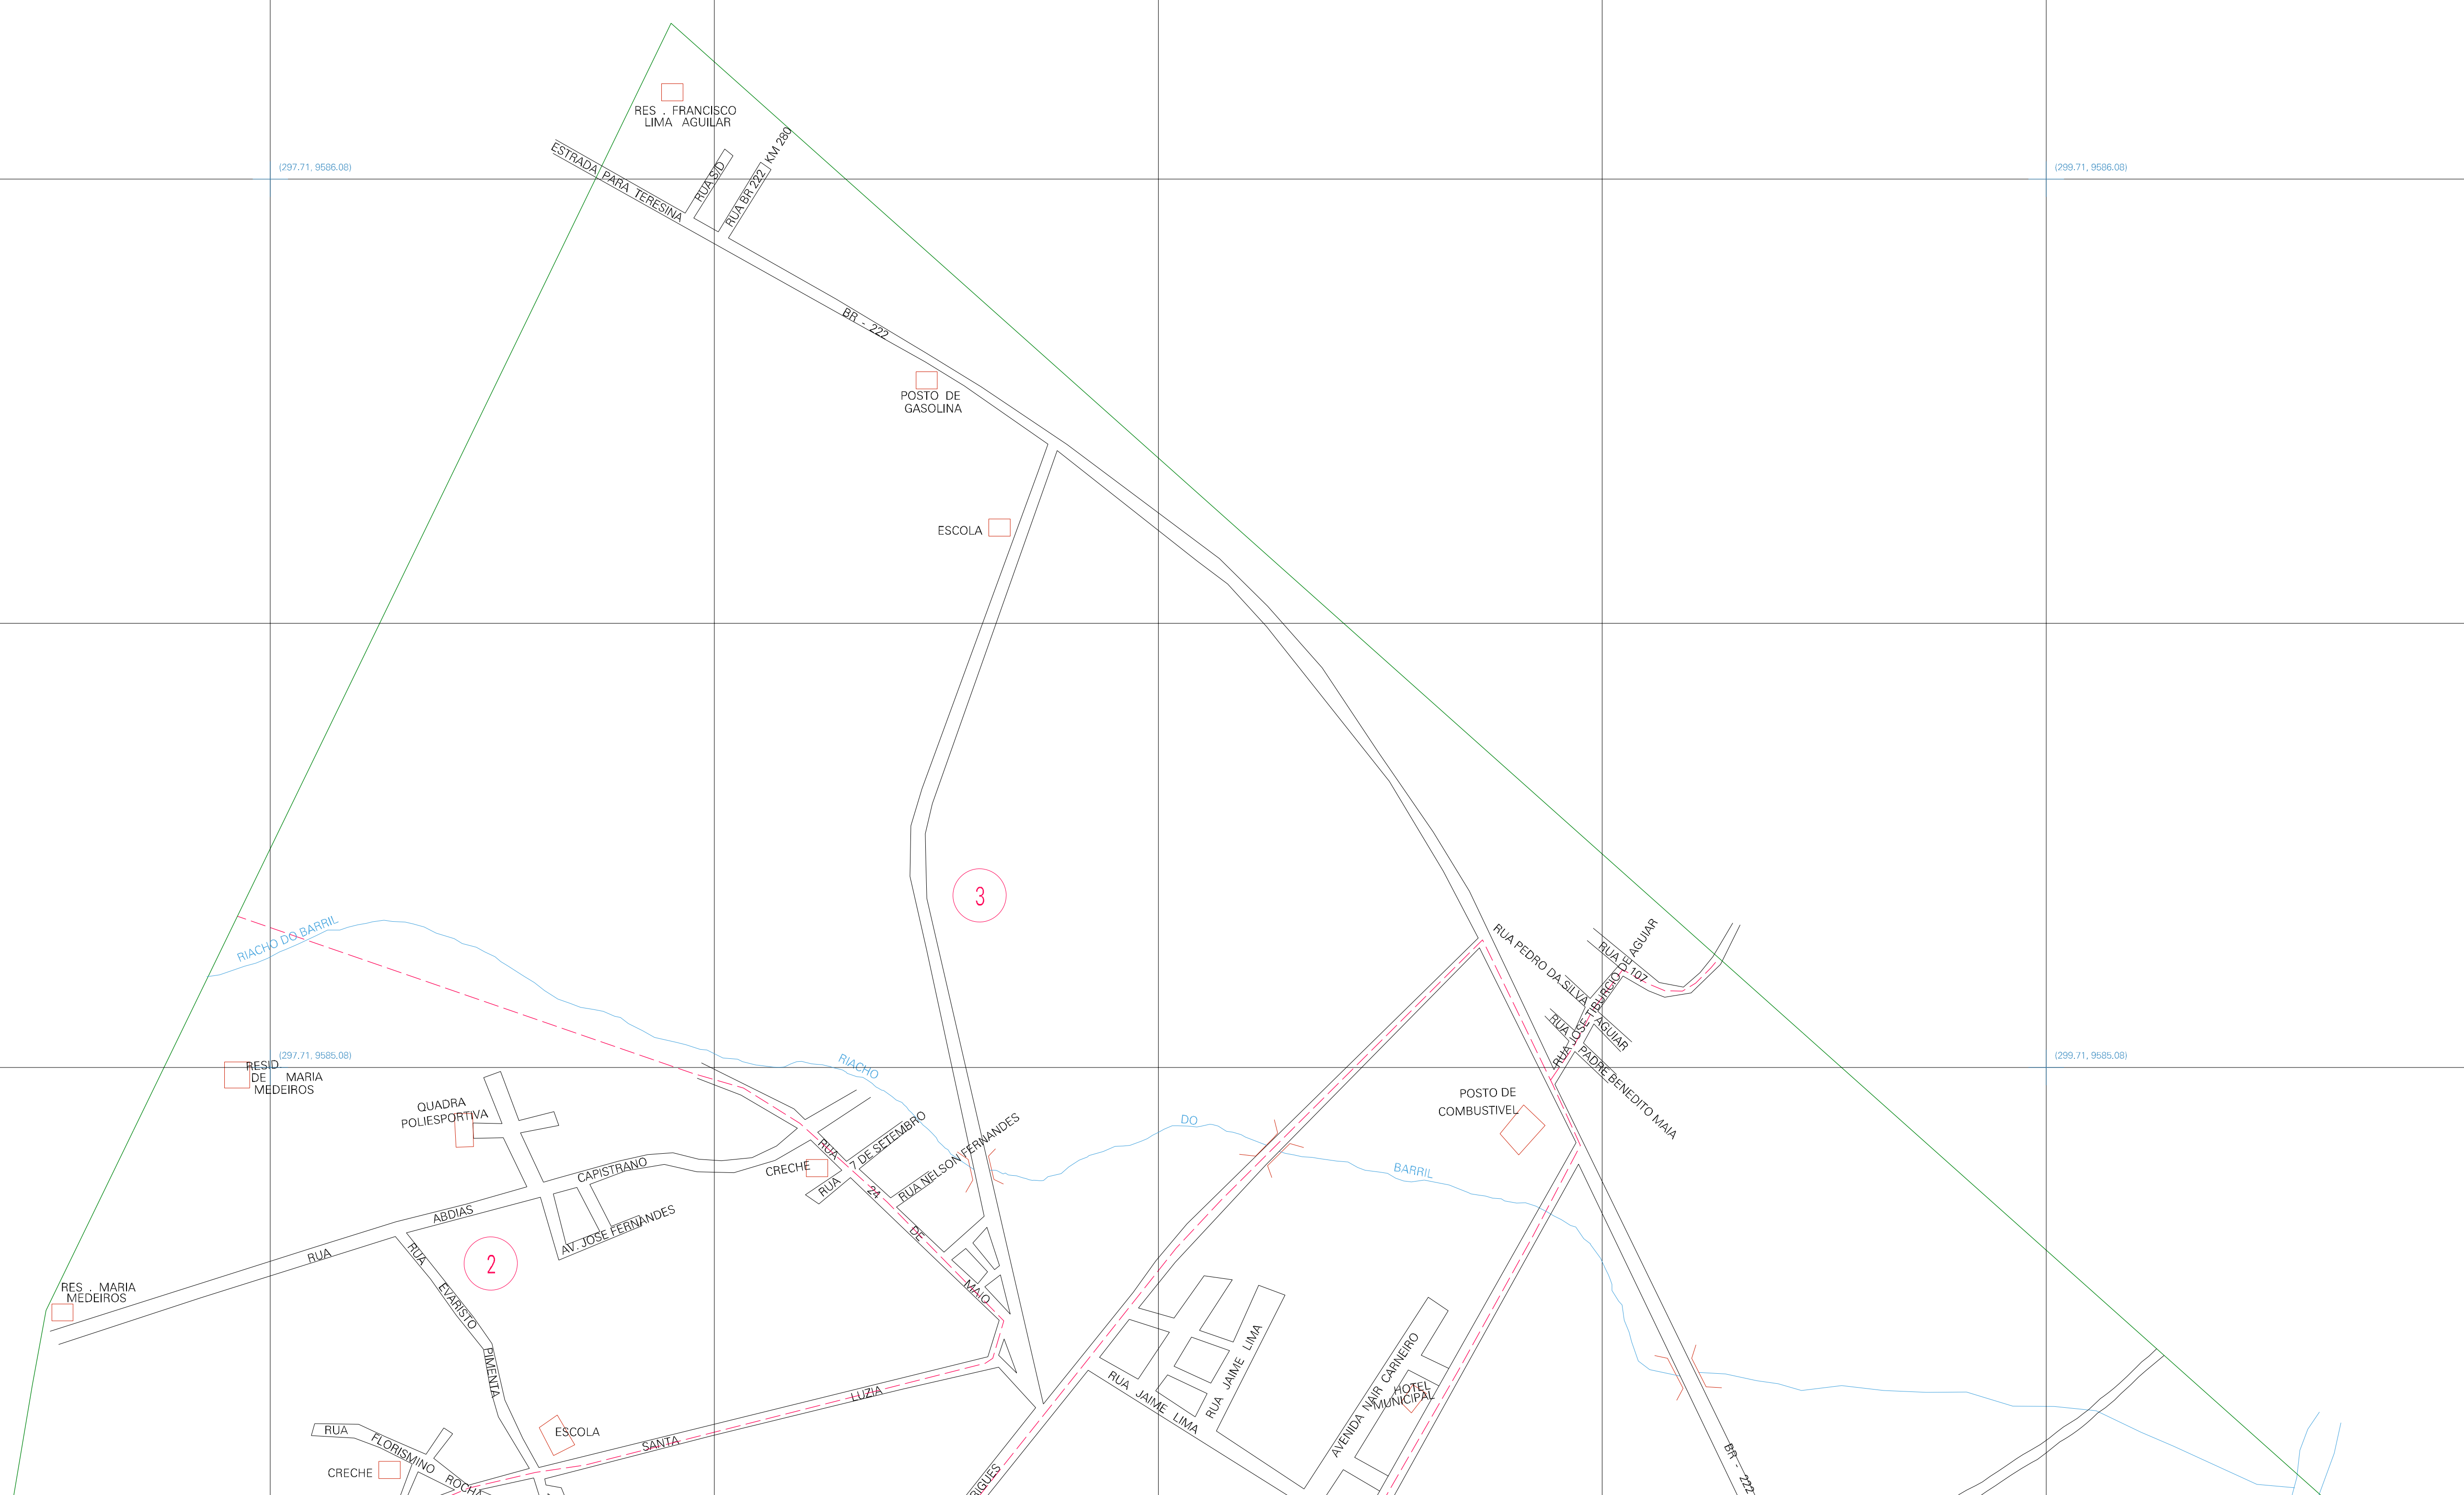 RES . FRANCISCO
LIMA AGUILAR
KM 280
ESTRADA PARA TERESINA
RUA S/D
RUA BR 222
(297.71, 9586.08)
(299.71, 9586.08)
BR - 222
POSTO DE
GASOLINA
ESCOLA
3
RIACHO DO BARRIL
RUA PEDRO DA SILVA AGUIAR
RUA 107
RUA JOSE TIBURCIO DE AGUIAR
RUA PADRE BENEDITO MAIA
(297.71, 9585.08)
(299.71, 9585.08)
RESID.
DE MARIA
MEDEIROS
RIACHO
DO
BARRIL
QUADRA
POLIESPORTIVA
POSTO DE
COMBUSTIVEL
RUA 7 DE SETEMBRO
RUA NELSON FERNANDES
CRECHE
RUA 24 DE MAIO
RUA ABDIAS CAPISTRANO
AV. JOSE FERNANDES
2
RUA EVARISTO PIMENTA
RES . MARIA
MEDEIROS
RUA JAIME LIMA
RUA JAIME LIMA
AVENIDA NAIR CARNEIRO
HOTEL
MUNICIPAL
SANTA LUZIA
ESCOLA
RUA FLORISMINO ROCHA
CRECHE
BR - 222
RIGUES